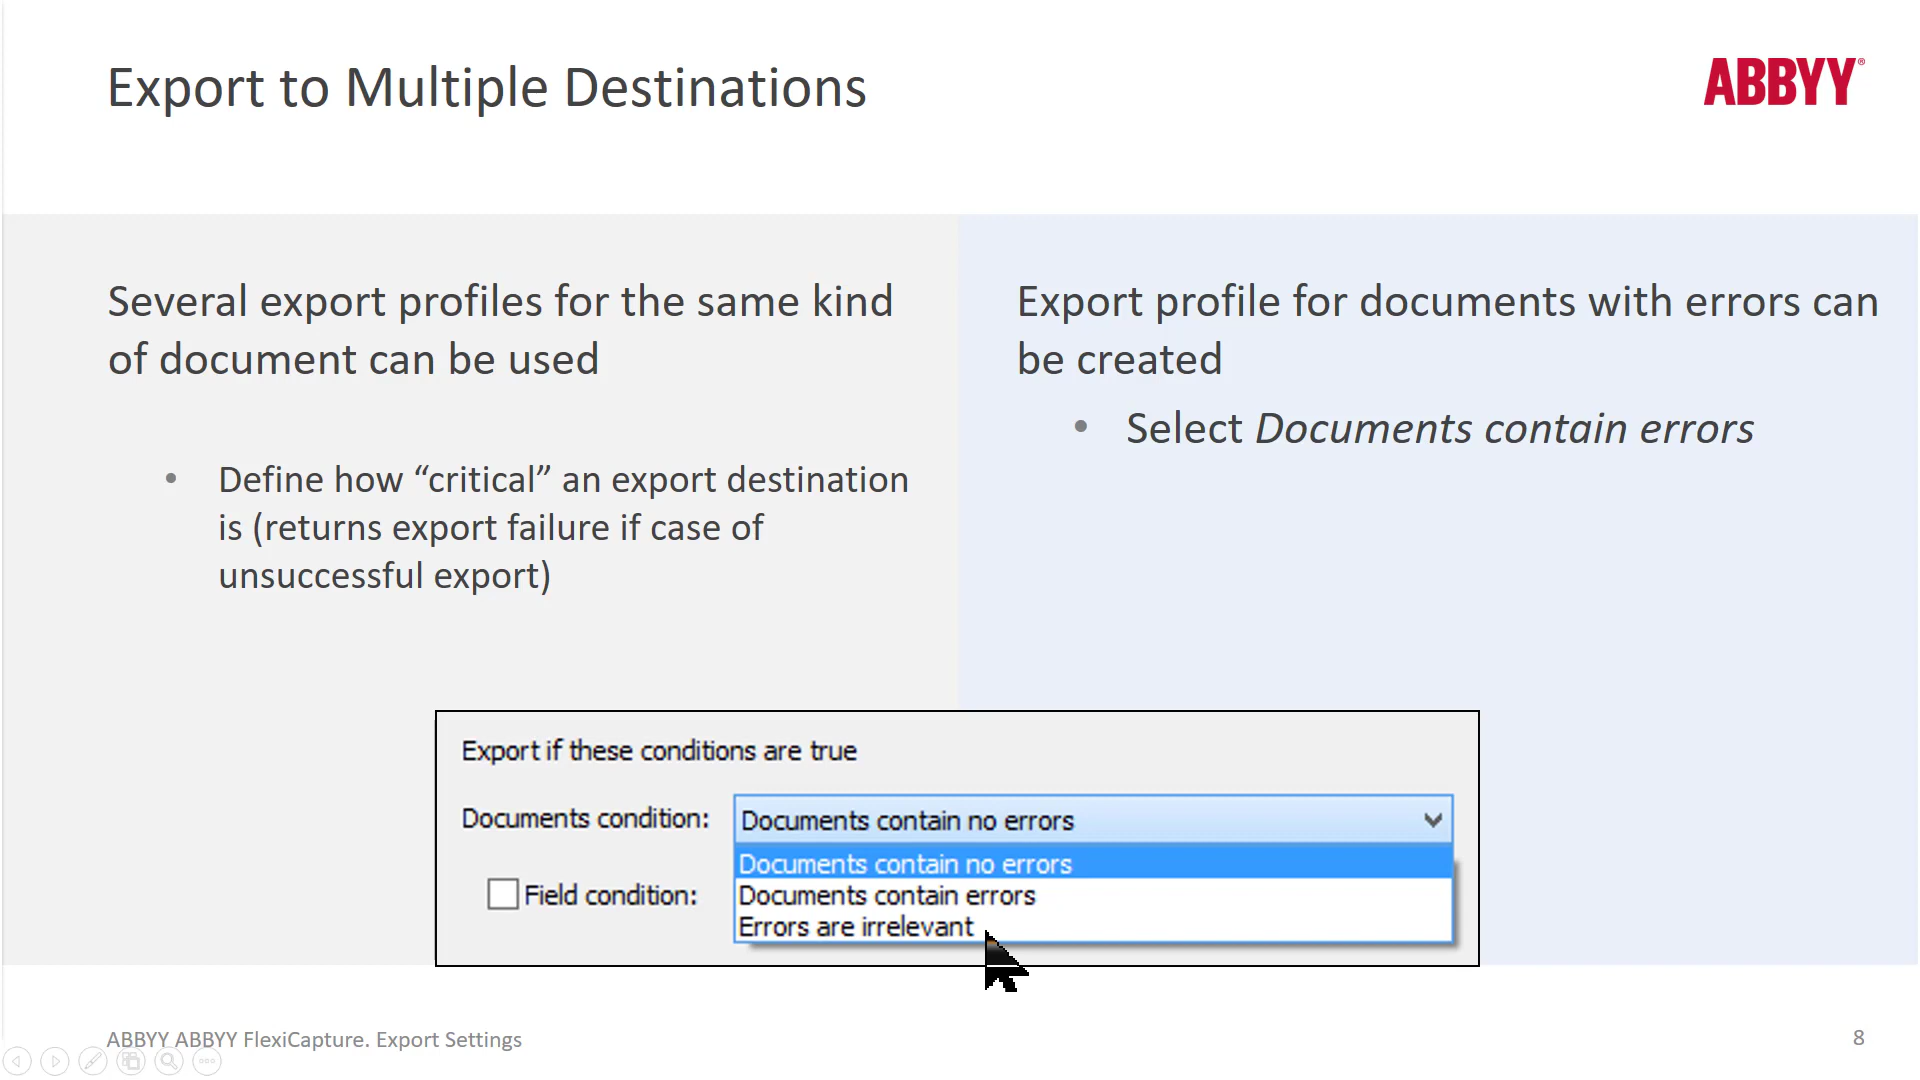 Export to Multiple Destinations
ABBYY®
Several export profiles for the same kind
of document can be used
• Define how “critical” an export destination
is (returns export failure if case of
unsuccessful export)
Export profile for documents with errors can
be created
• Select Documents contain errors
Export if these conditions are true
Documents condition:
Documents contain no errors
Documents contain no errors
Field condition:
Documents contain errors
Errors are irrelevant
ABBYY ABBYY FlexiCapture. Export Settings
8